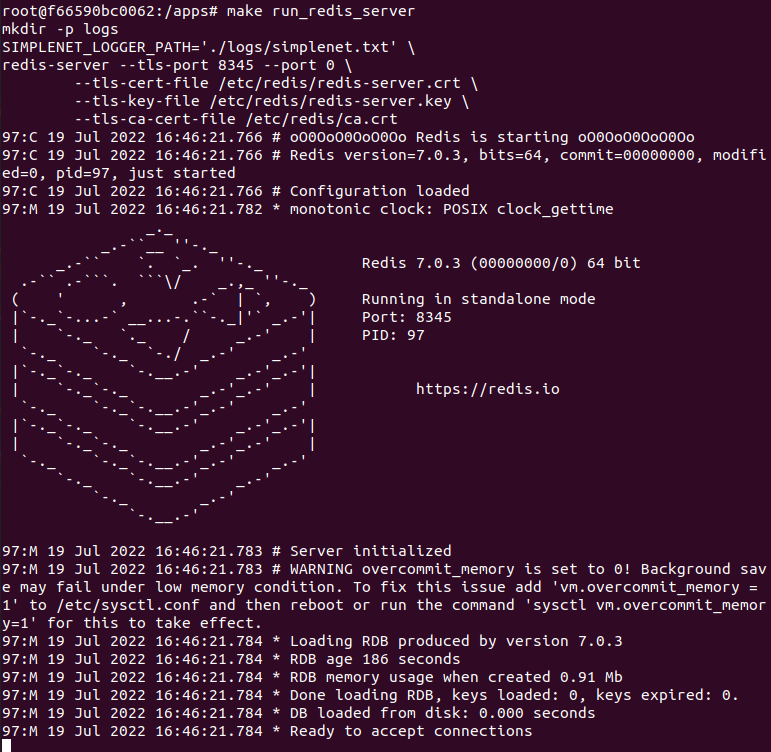 root@f66590bc0062:/apps# make run_redis_server
mkdir -p logs
SIMPLENET_LOGGER_PATH='./logs/simplenet.txt' \
redis-server --tls-port 8345 --port 0 \
        --tls-cert-file /etc/redis/redis-server.crt \
        --tls-key-file /etc/redis/redis-server.key \
        --tls-ca-cert-file /etc/redis/ca.crt
97:C 19 Jul 2022 16:46:21.766 # oO0OoO0OoO0Oo Redis is starting oO0OoO0OoO0Oo
97:C 19 Jul 2022 16:46:21.766 # Redis version=7.0.3, bits=64, commit=00000000, modifi
ed=0, pid=97, just started
97:C 19 Jul 2022 16:46:21.766 # Configuration loaded
97:M 19 Jul 2022 16:46:21.782 * monotonic clock: POSIX clock_gettime
Redis 7.0.3 (00000000/0) 64 bit
Running in standalone mode
Port: 8345
PID: 97
https://redis.io
97:M 19 Jul 2022 16:46:21.783 # Server initialized
97:M 19 Jul 2022 16:46:21.783 # WARNING overcommit_memory is set to 0! Background sav
e may fail under low memory condition. To fix this issue add 'vm.overcommit_memory =
1' to /etc/sysctl.conf and then reboot or run the command 'sysctl vm.overcommit_memor
y=1' for this to take effect.
97:M 19 Jul 2022 16:46:21.784 * Loading RDB produced by version 7.0.3
97:M 19 Jul 2022 16:46:21.784 * RDB age 186 seconds
97:M 19 Jul 2022 16:46:21.784 * RDB memory usage when created 0.91 Mb
97:M 19 Jul 2022 16:46:21.784 * Done loading RDB, keys loaded: 0, keys expired: 0.
97:M 19 Jul 2022 16:46:21.784 * DB loaded from disk: 0.000 seconds
97:M 19 Jul 2022 16:46:21.784 * Ready to accept connections